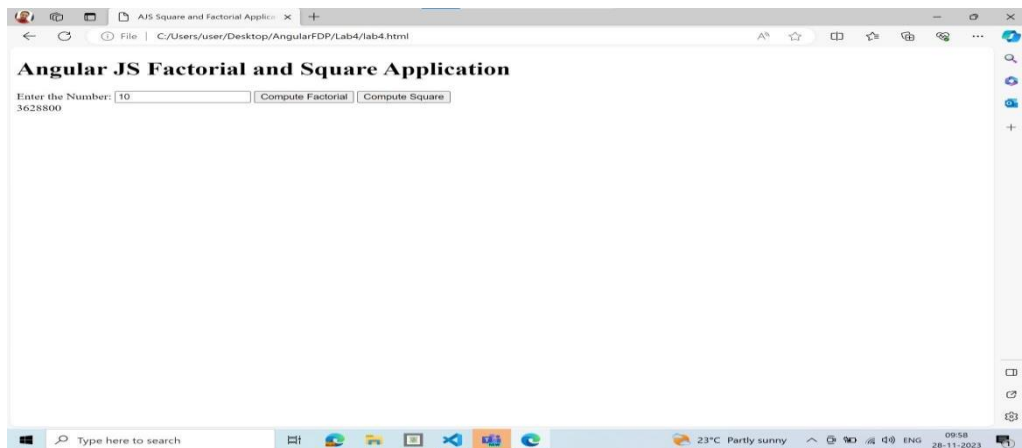 AJS Square and Factorial Applica
File | C:/Users/user/Desktop/AngularFDP/Lab4/lab4.html
Angular JS Factorial and Square Application
Enter the Number: 10 Compute Factorial Compute Square
3628800
Type here to search
23°C Partly sunny
ENG
09:58
28-11-2023